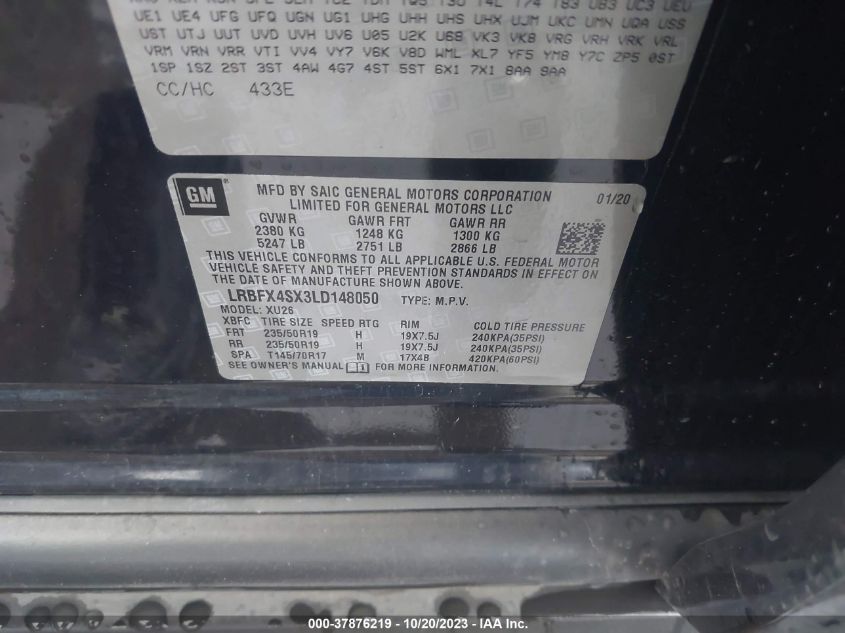 UE1 UE4 UFG UFQ UGN UG1 UHG UHH UHS UHX UJM UKC UMN UQA USS
UST UTJ UUT UVD UVH UV6 U05 U2K U68 VK3 VK8 VRG VRH VRK VRL
VRM VRN VRR VTI VV4 VY7 V6K V8D WML XL7 YF5 YM8 Y7C ZP5 0ST
1SP 1SZ 2ST 3ST 4AW 4G7 4ST 5ST 6X1 7X1 8AA 9AA
CC/HC 433E
GM
MFD BY SAIC GENERAL MOTORS CORPORATION 01/20
LIMITED FOR GENERAL MOTORS LLC
GVWR GAWR FRT GAWR RR
2380 KG 1248 KG 1300 KG
5247 LB 2751 LB 2866 LB
THIS VEHICLE CONFORMS TO ALL APPLICABLE U.S. FEDERAL MOTOR
VEHICLE SAFETY STANDARDS IN EFFECT ON
THE DATE OF MANUFACTURE SHOWN ABOVE.
LRBFX4SX3LD148050 TYPE: M.P.V.
MODEL: XU26
XBFC TIRE SIZE SPEED RTG RIM COLD TIRE PRESSURE
FRT 235/50R19 H 19X7.5J 240KPA(35PSI)
RR 235/50R19 H 19X7.5J 240KPA(35PSI)
SPA T145/70R17 M 17X4B 420KPA(60PSI)
SEE OWNER'S MANUAL FOR MORE INFORMATION.
000-37876219 - 10/20/2023 - IAA Inc.